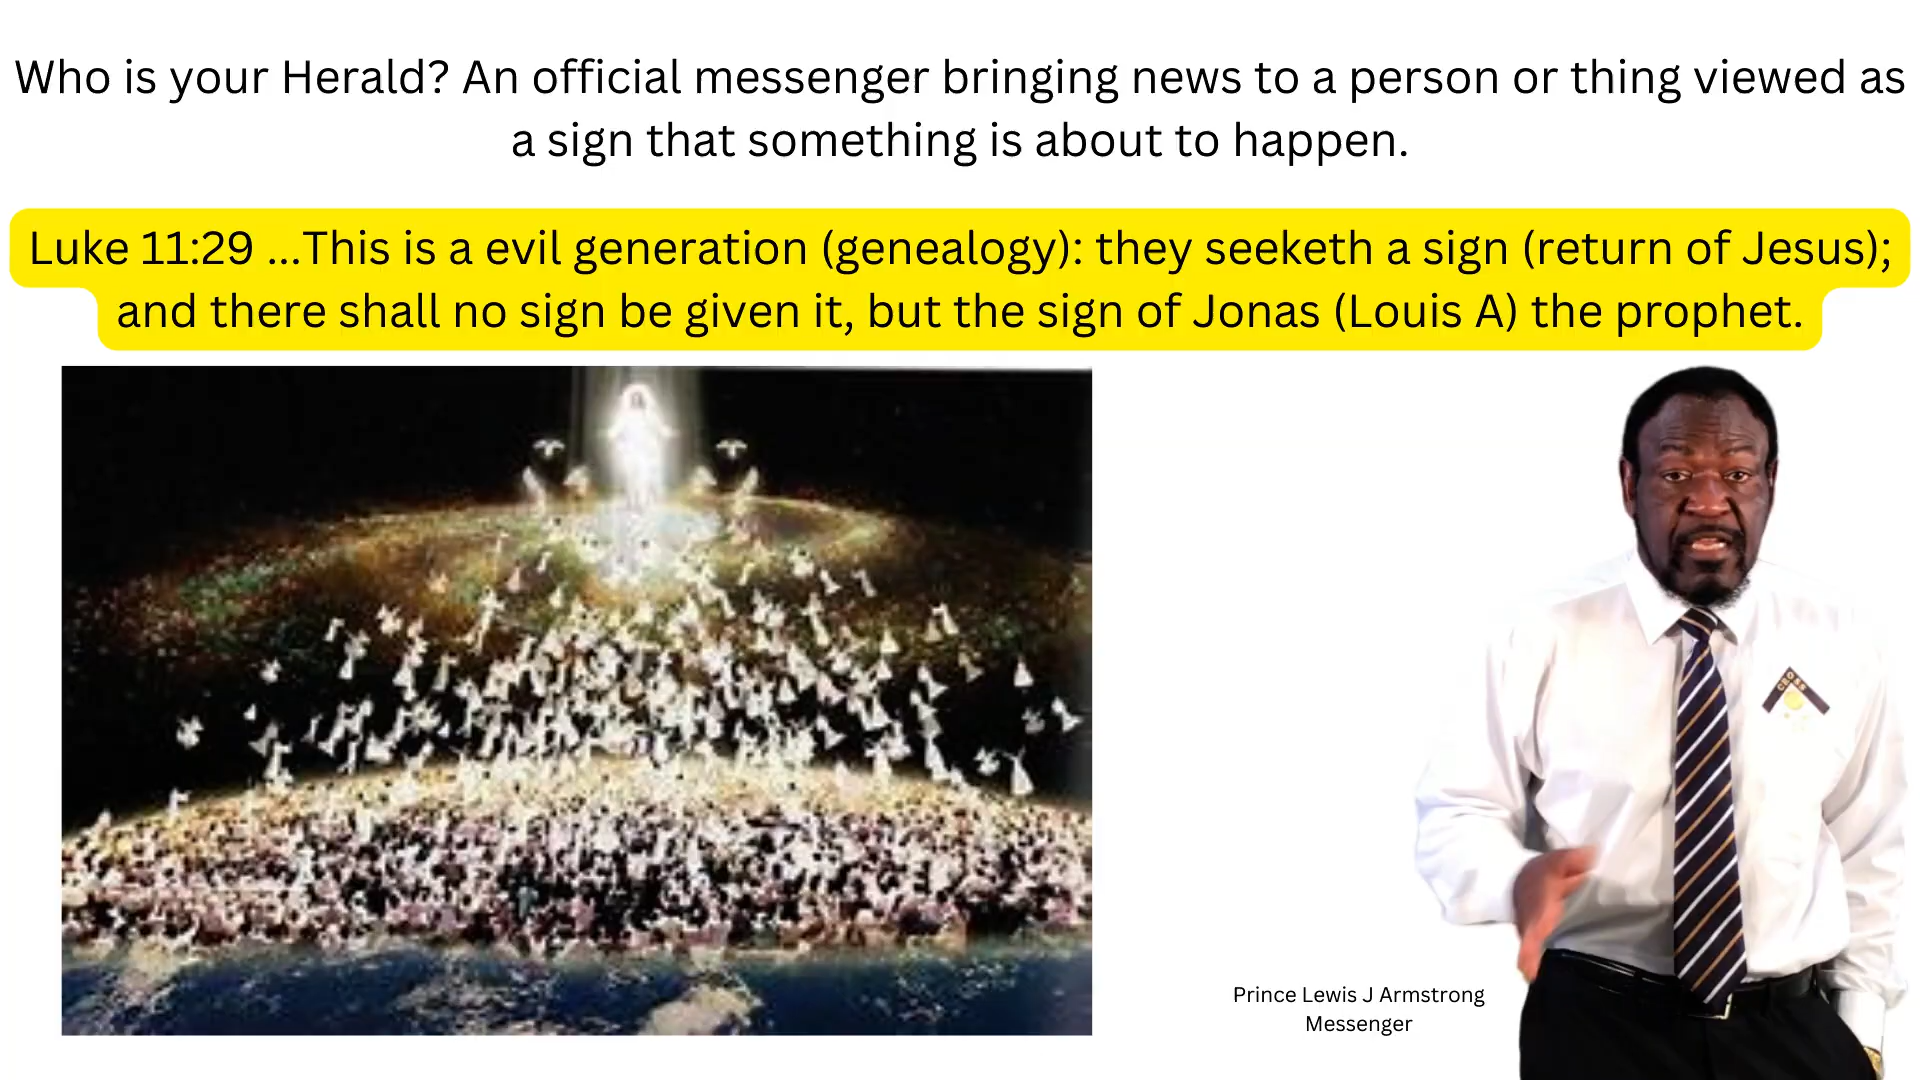 Who is your Herald? An official messenger bringing news to a person or thing viewed as
a sign that something is about to happen.
Luke 11:29 ...This is a evil generation (genealogy): they seeketh a sign (return of Jesus);
and there shall no sign be given it, but the sign of Jonas (Louis A) the prophet.
CROSS
Prince Lewis J Armstrong
Messenger